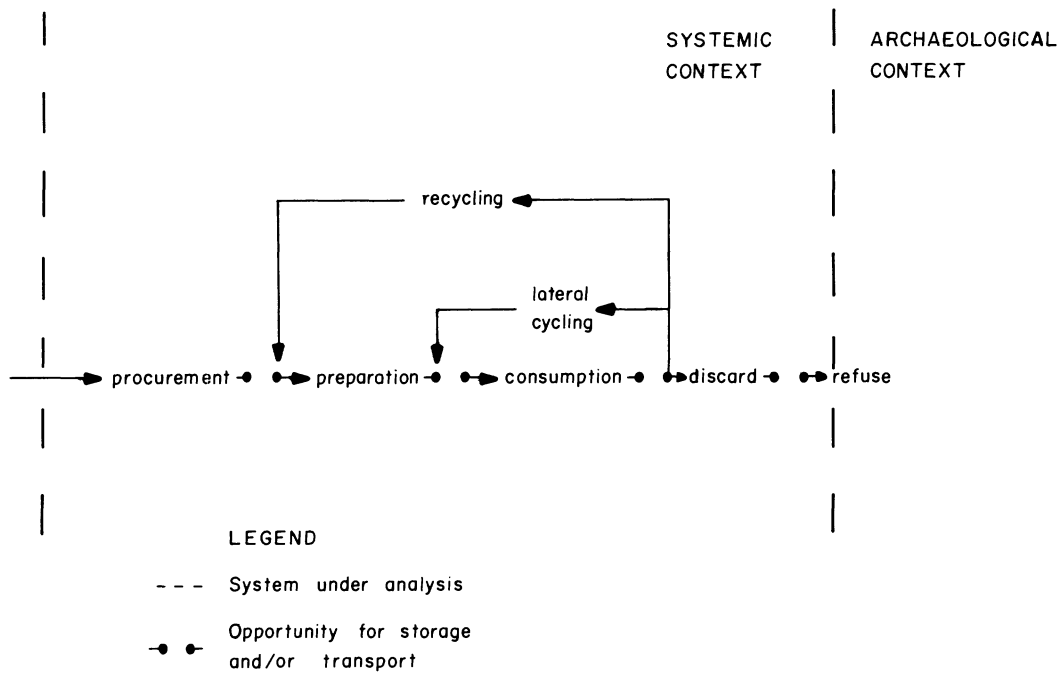 SYSTEMIC
CONTEXT
ARCHAEOLOGICAL
CONTEXT
recycling
lateral
cycling
procurement
preparation
consumption
discard
refuse
LEGEND
System under analysis
Opportunity for storage
and/or transport